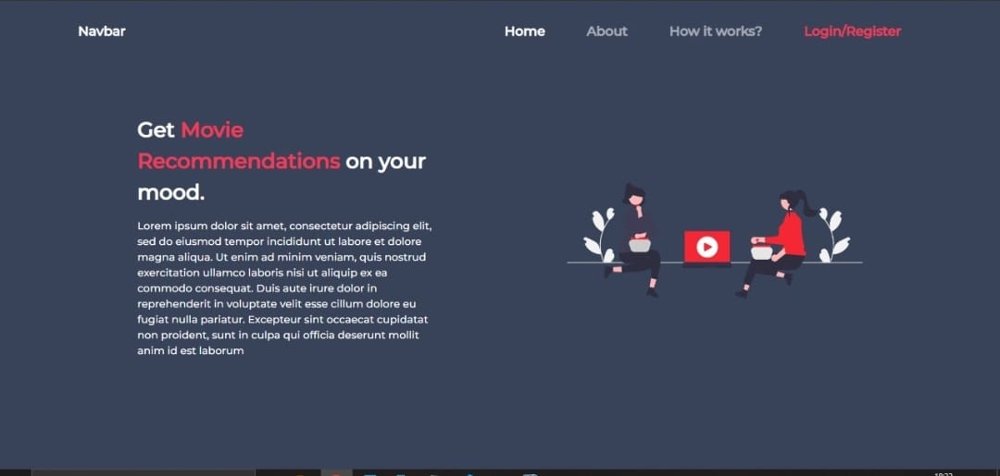 Navbar
Home
About
How it works?
Login/Register
Get Movie
Recommendations on your
mood.
Lorem ipsum dolor sit amet, consectetur adipiscing elit,
sed do eiusmod tempor incididunt ut labore et dolore
magna aliqua. Ut enim ad minim veniam, quis nostrud
exercitation ullamco laboris nisi ut aliquip ex ea
commodo consequat. Duis aute irure dolor in
reprehenderit in voluptate velit esse cillum dolore eu
fugiat nulla pariatur. Excepteur sint occaecat cupidatat
non proident, sunt in culpa qui officia deserunt mollit
anim id est laborum